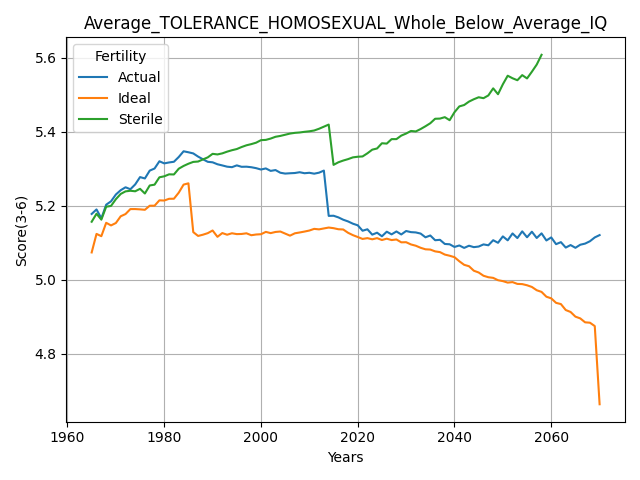 Average_TOLERANCE_HOMOSEXUAL_Whole_Below_Average_IQ
Fertility
Actual
Ideal
Sterile
Score(3-6)
5.6
5.4
5.2
5.0
4.8
1960
1980
2000
2020
2040
2060
Years